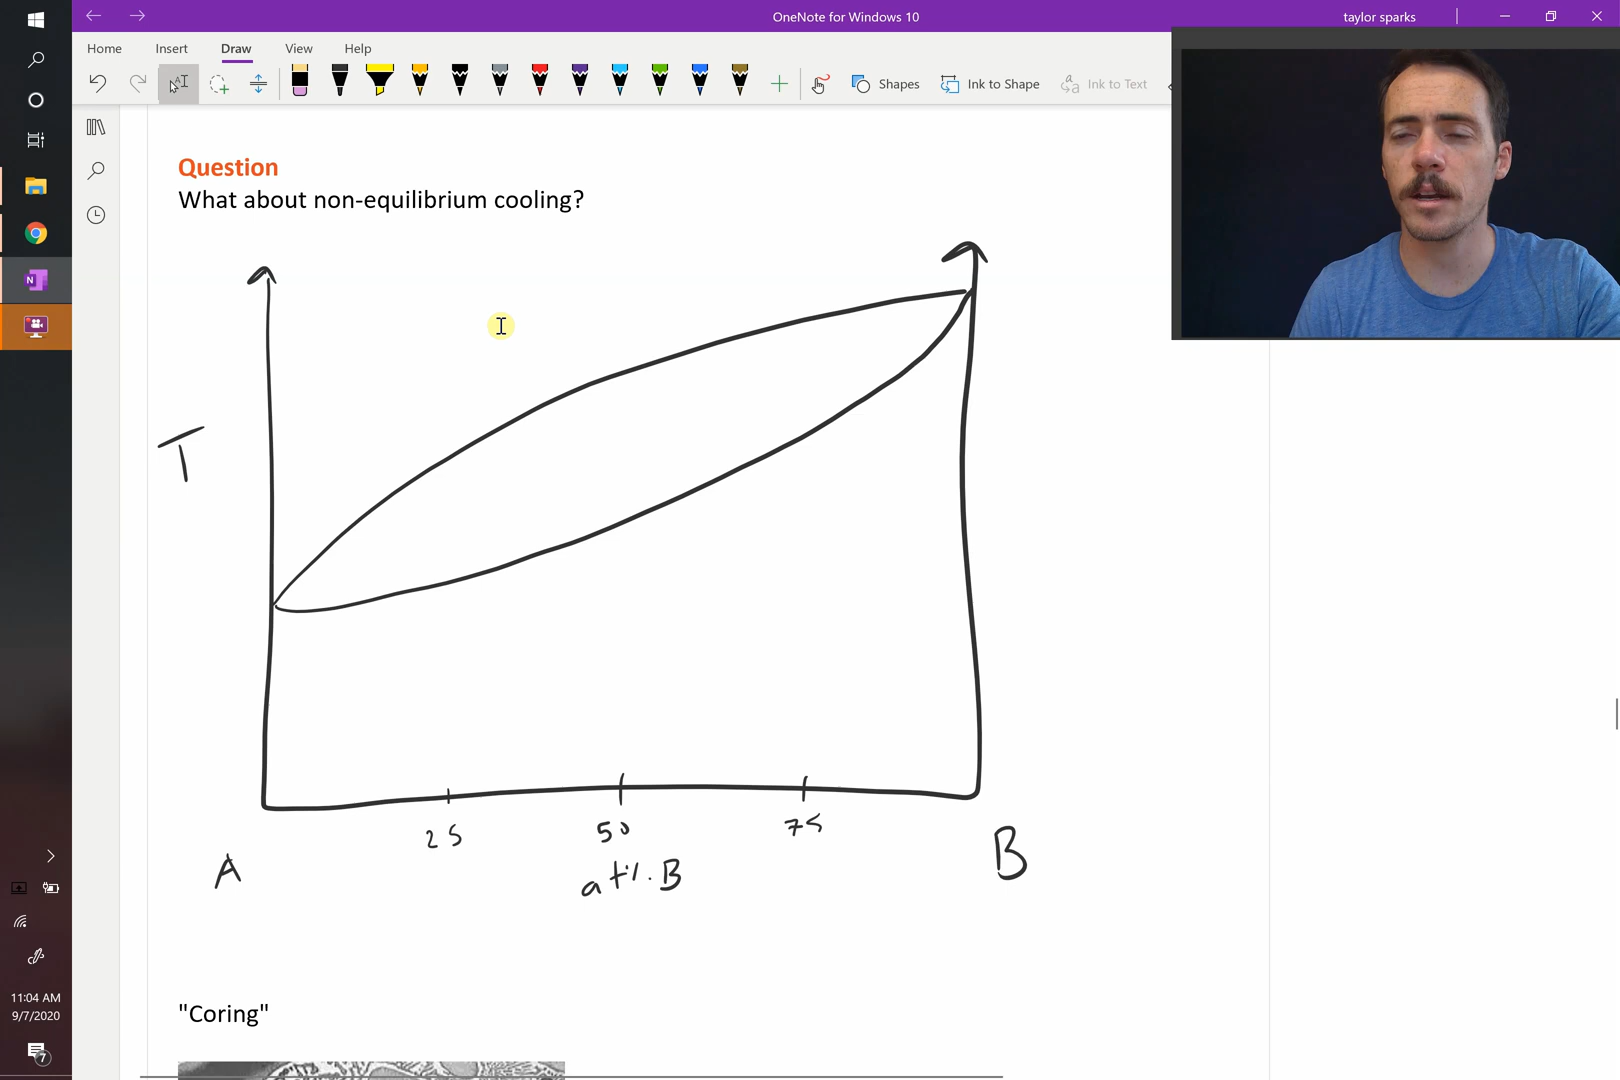 OneNote for Windows 10
taylor sparks
Home Insert Draw View Help
Shapes Ink to Shape Ink to Text
Question
What about non-equilibrium cooling?
T
25 50 75
A at%. B B
"Coring"
11:04 AM
9/7/2020
7